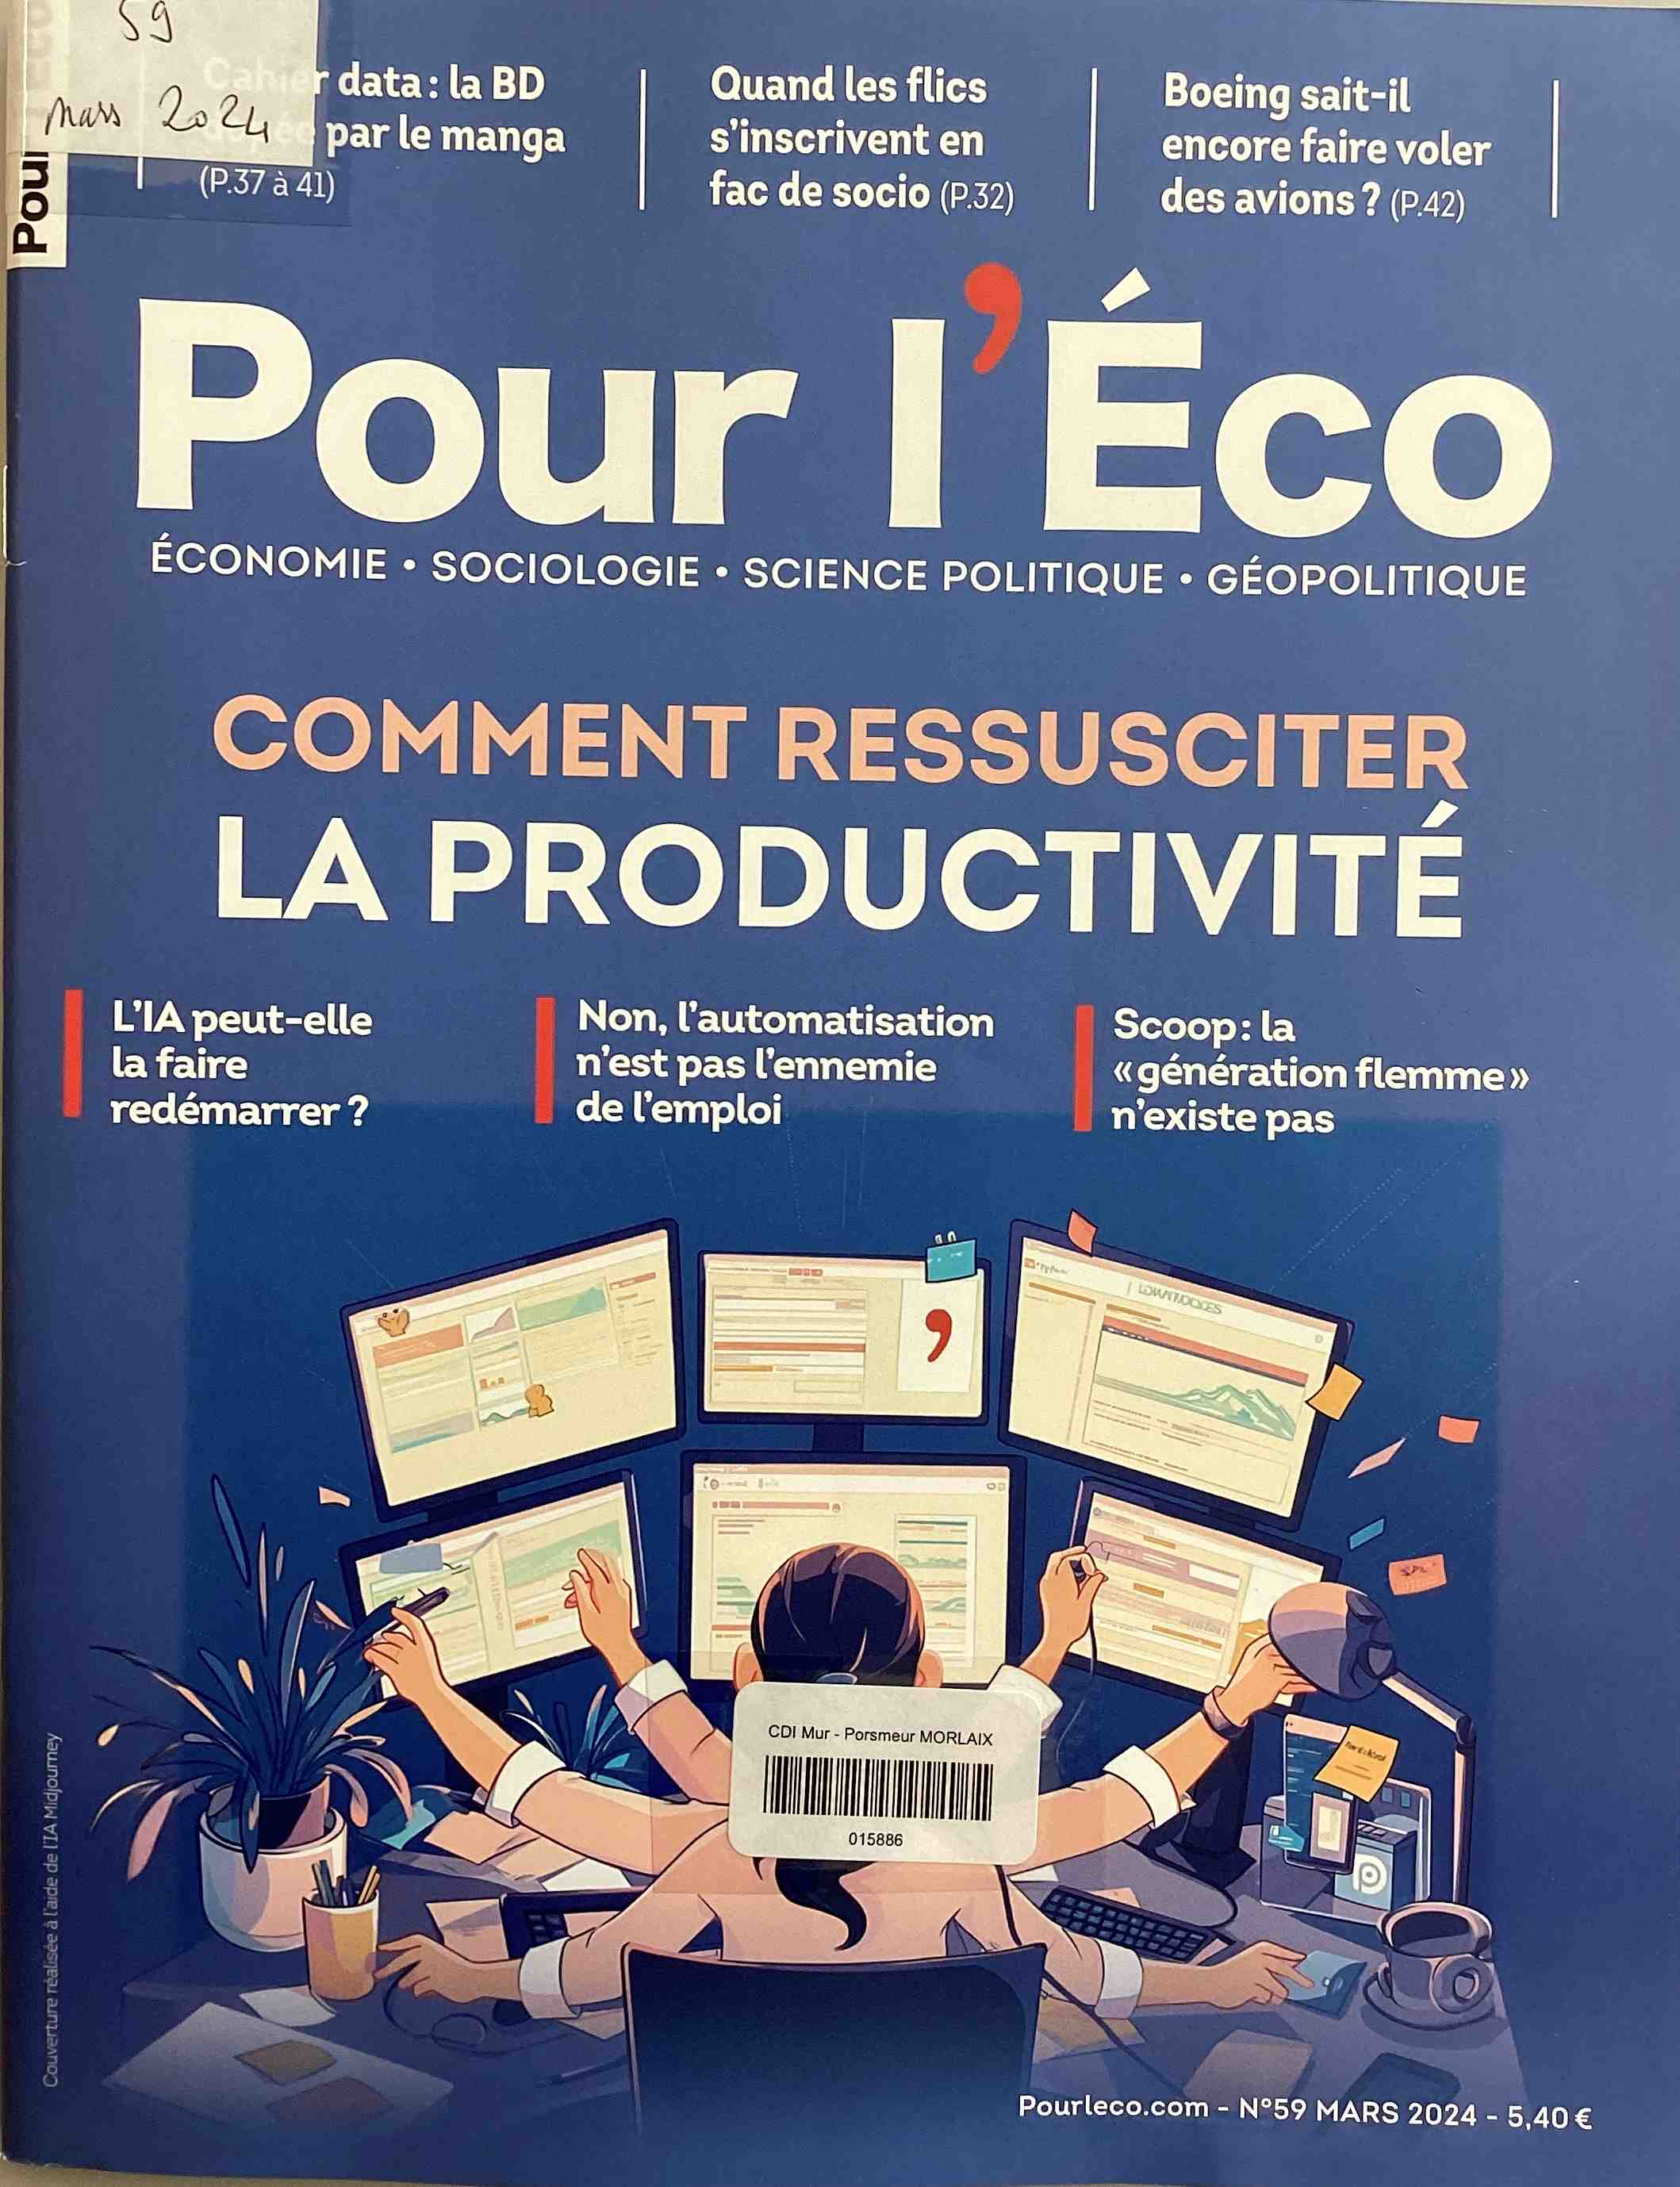 59
Mars 2024
Pour
Cahier data : la BD
par le manga
(P.37 à 41)
Quand les flics
s'inscrivent en
fac de socio (P.32)
Boeing sait-il
encore faire voler
des avions ? (P.42)
Pour l'Éco
ÉCONOMIE • SOCIOLOGIE • SCIENCE POLITIQUE • GÉOPOLITIQUE
COMMENT RESSUSCITER
LA PRODUCTIVITÉ
L'IA peut-elle
la faire
redémarrer ?
Non, l'automatisation
n'est pas l'ennemie
de l'emploi
Scoop : la
« génération flemme »
n'existe pas
CDI Mur - Porsmeur MORLAIX
015886
Couverture réalisée à l'aide de l'IA Midjourney
Pourleco.com - N°59 MARS 2024 - 5,40 €